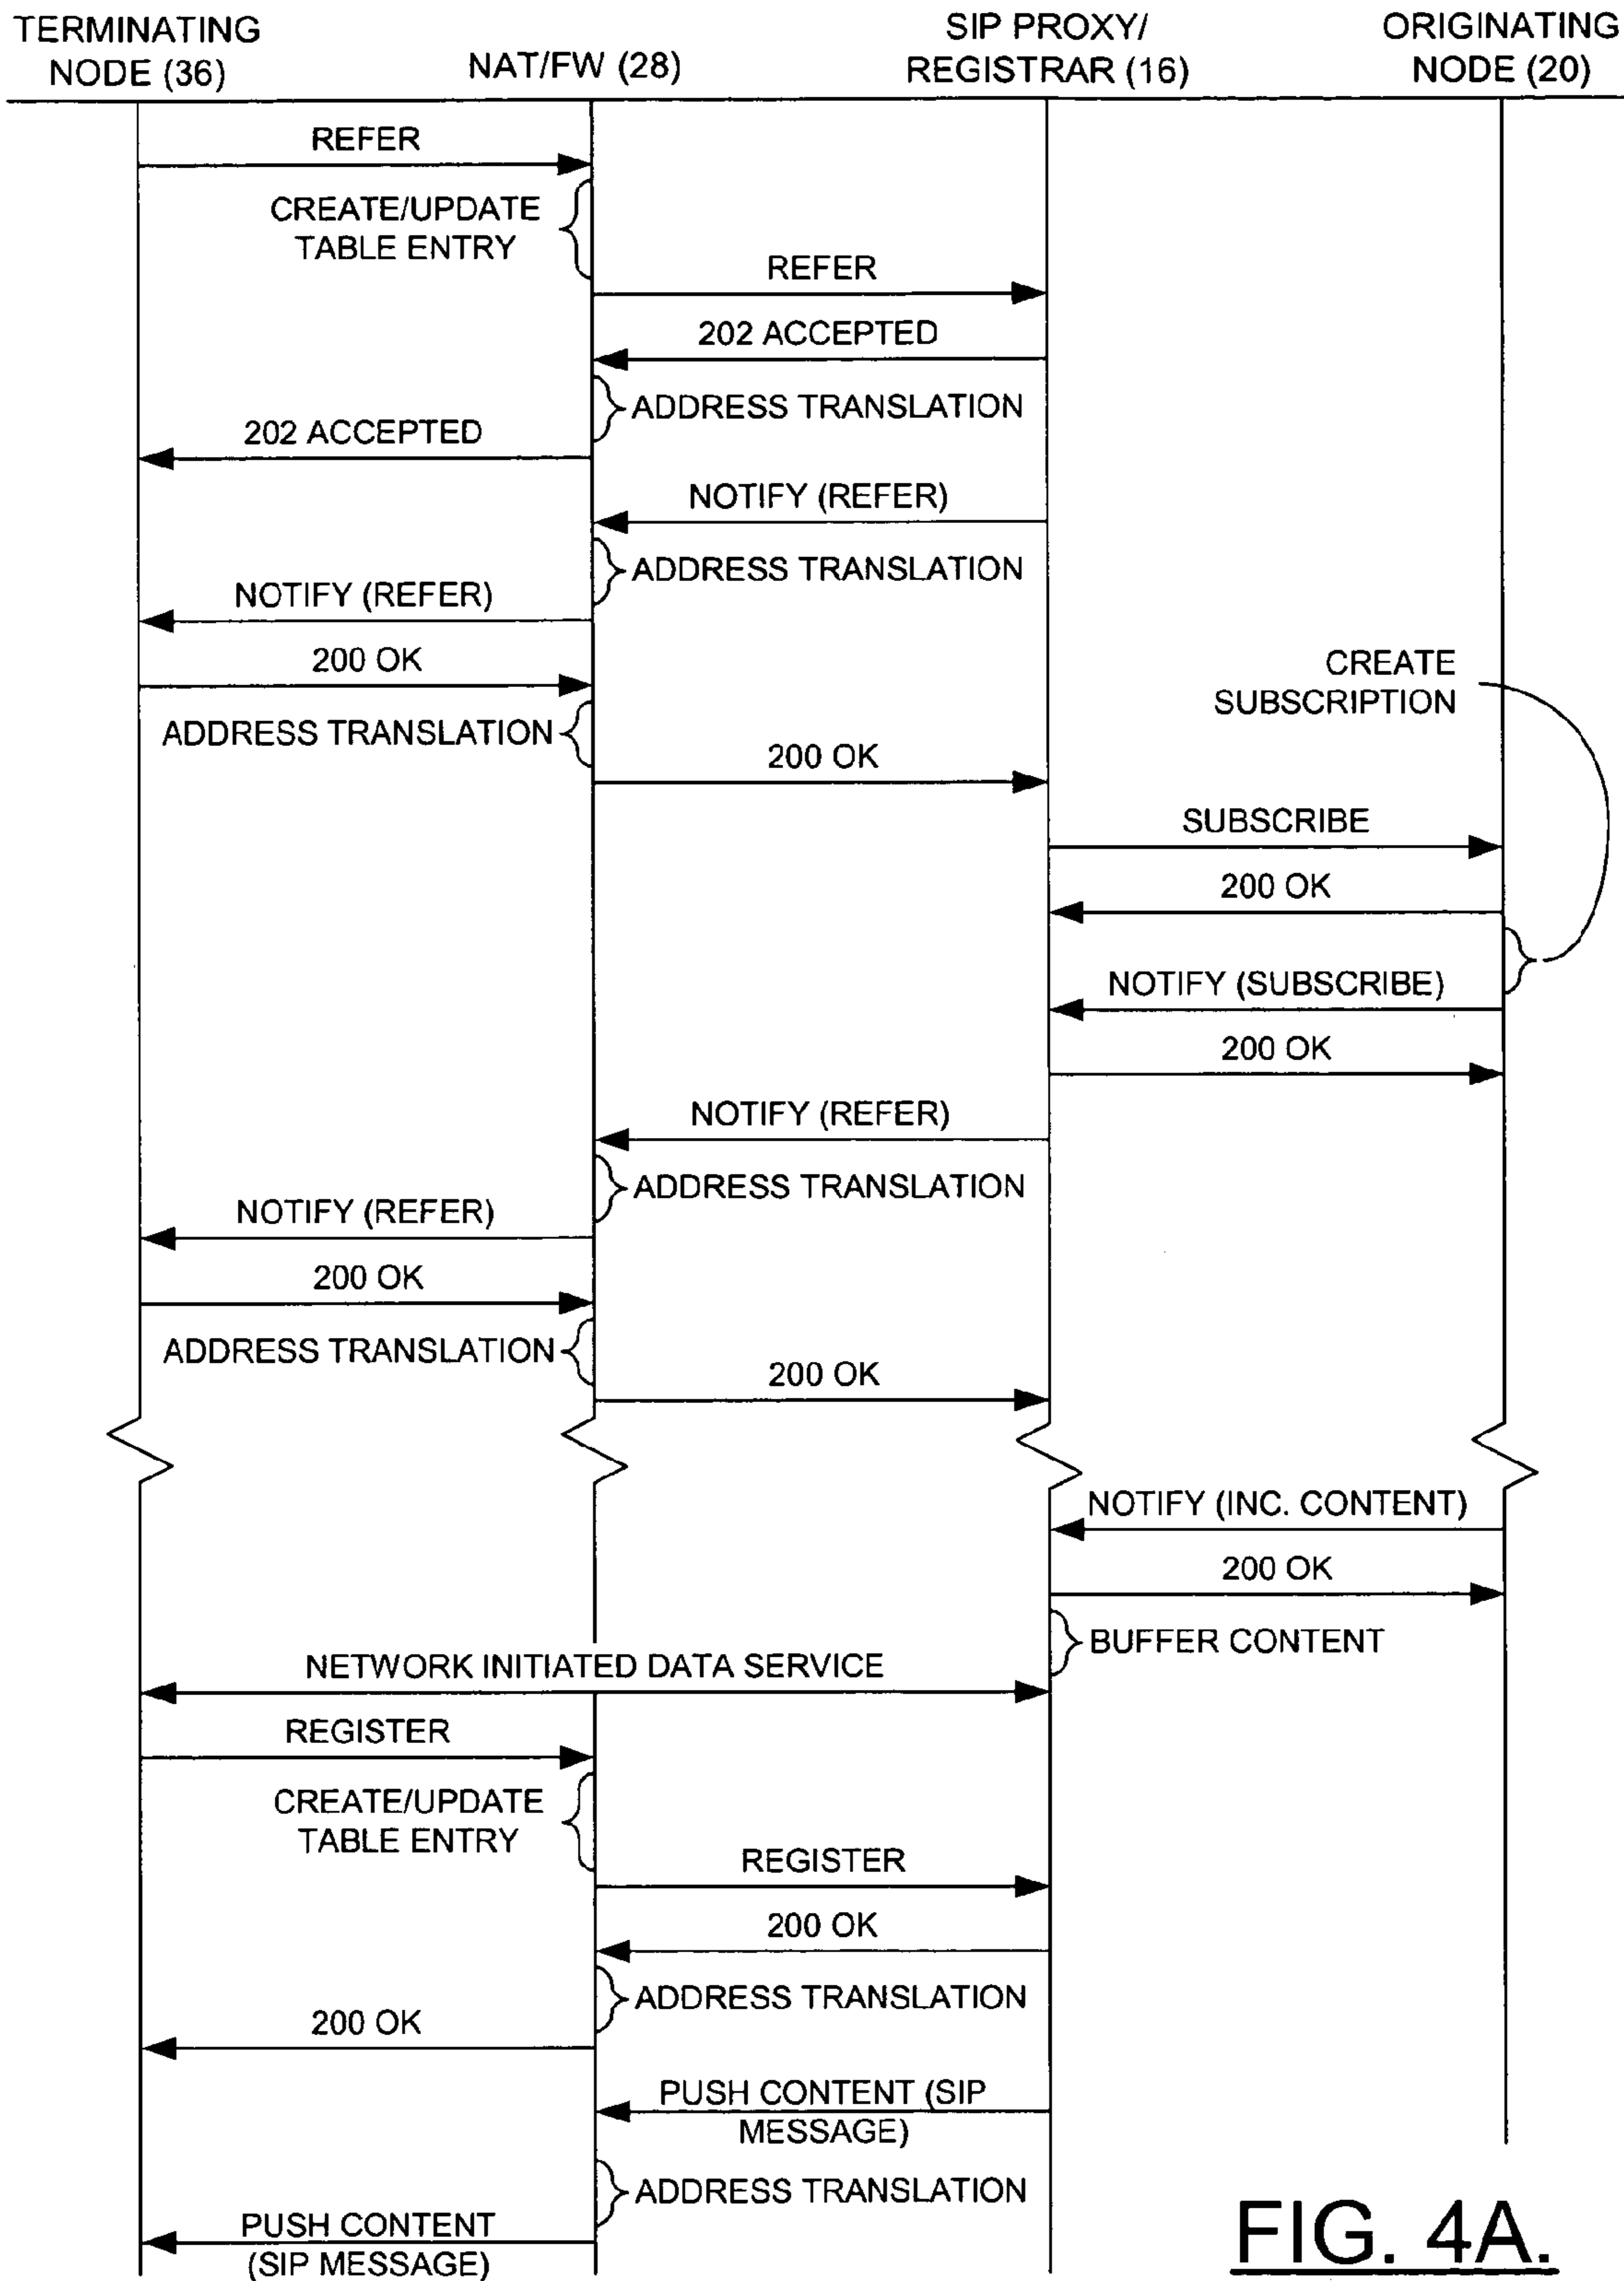 TERMINATING
NODE (36)
NAT/FW (28)
SIP PROXY/
REGISTRAR (16)
ORIGINATING
NODE (20)
REFER
CREATE/UPDATE
TABLE ENTRY
REFER
202 ACCEPTED
ADDRESS TRANSLATION
202 ACCEPTED
NOTIFY (REFER)
ADDRESS TRANSLATION
NOTIFY (REFER)
200 OK
CREATE
SUBSCRIPTION
ADDRESS TRANSLATION
200 OK
SUBSCRIBE
200 OK
NOTIFY (SUBSCRIBE)
200 OK
NOTIFY (REFER)
ADDRESS TRANSLATION
NOTIFY (REFER)
200 OK
ADDRESS TRANSLATION
200 OK
NOTIFY (INC. CONTENT)
200 OK
BUFFER CONTENT
NETWORK INITIATED DATA SERVICE
REGISTER
CREATE/UPDATE
TABLE ENTRY
REGISTER
200 OK
ADDRESS TRANSLATION
200 OK
PUSH CONTENT (SIP
MESSAGE)
ADDRESS TRANSLATION
PUSH CONTENT
(SIP MESSAGE)
FIG. 4A.